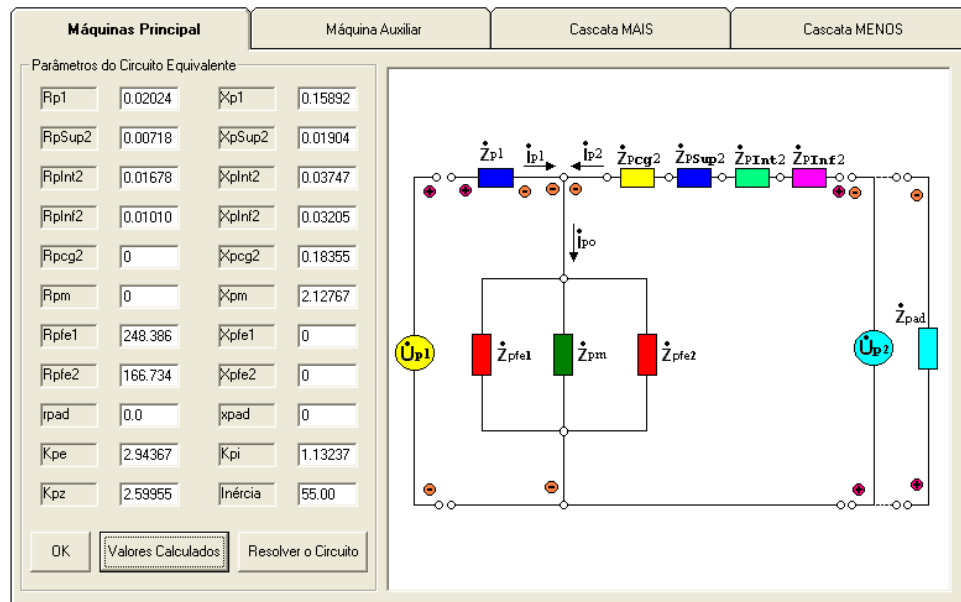 Máquinas Principal
Máquina Auxiliar
Cascata MAIS
Cascata MENOS
Parâmetros do Circuito Equivalente
Rp1 0.02024 Xp1 0.15892
RpSup2 0.00718 XpSup2 0.01904
RpInt2 0.01678 XpInt2 0.03747
RpInf2 0.01010 XpInf2 0.03205
Rpcg2 0 Xpcg2 0.18355
Rpm 0 Xpm 2.12767
Rpfe1 248.386 Xpfe1 0
Rpfe2 166.734 Xpfe2 0
rpad 0.0 xpad 0
Kpe 2.94367 Kpi 1.13237
Kpz 2.59955 Inércia 55.00
OK
Valores Calculados
Resolver o Circuito
Żp1 İp1 İp2 ŻPcg2 ŻPSup2 ŻPInt2 ŻPInf2
İpo
U̇p1 Żpfe1 Żpm Żpfe2 U̇p2 Żpad